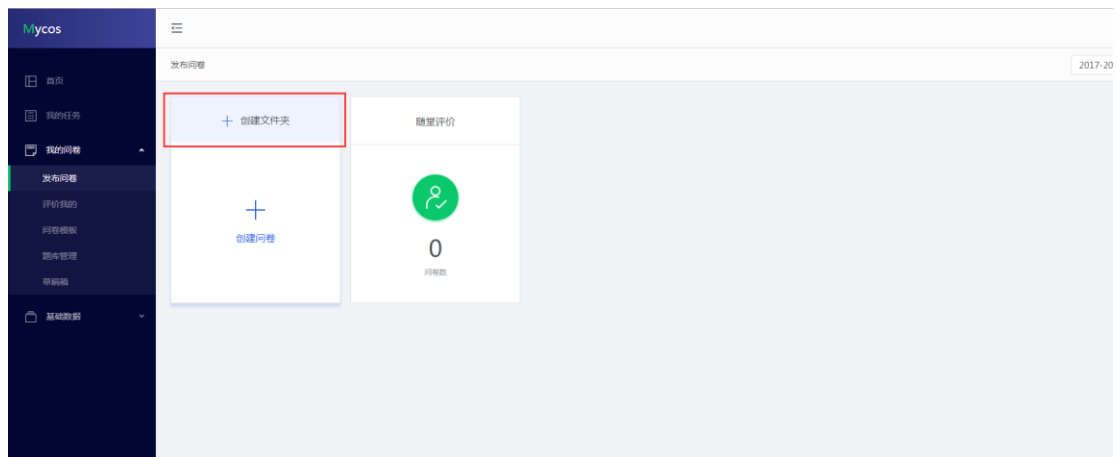 Mycos
发布问卷
2017-20
首页
我的任务
我的问卷
发布问卷
评价我的
问卷模板
题库管理
草稿箱
基础数据
创建文件夹
创建问卷
随堂评价
0
问卷数